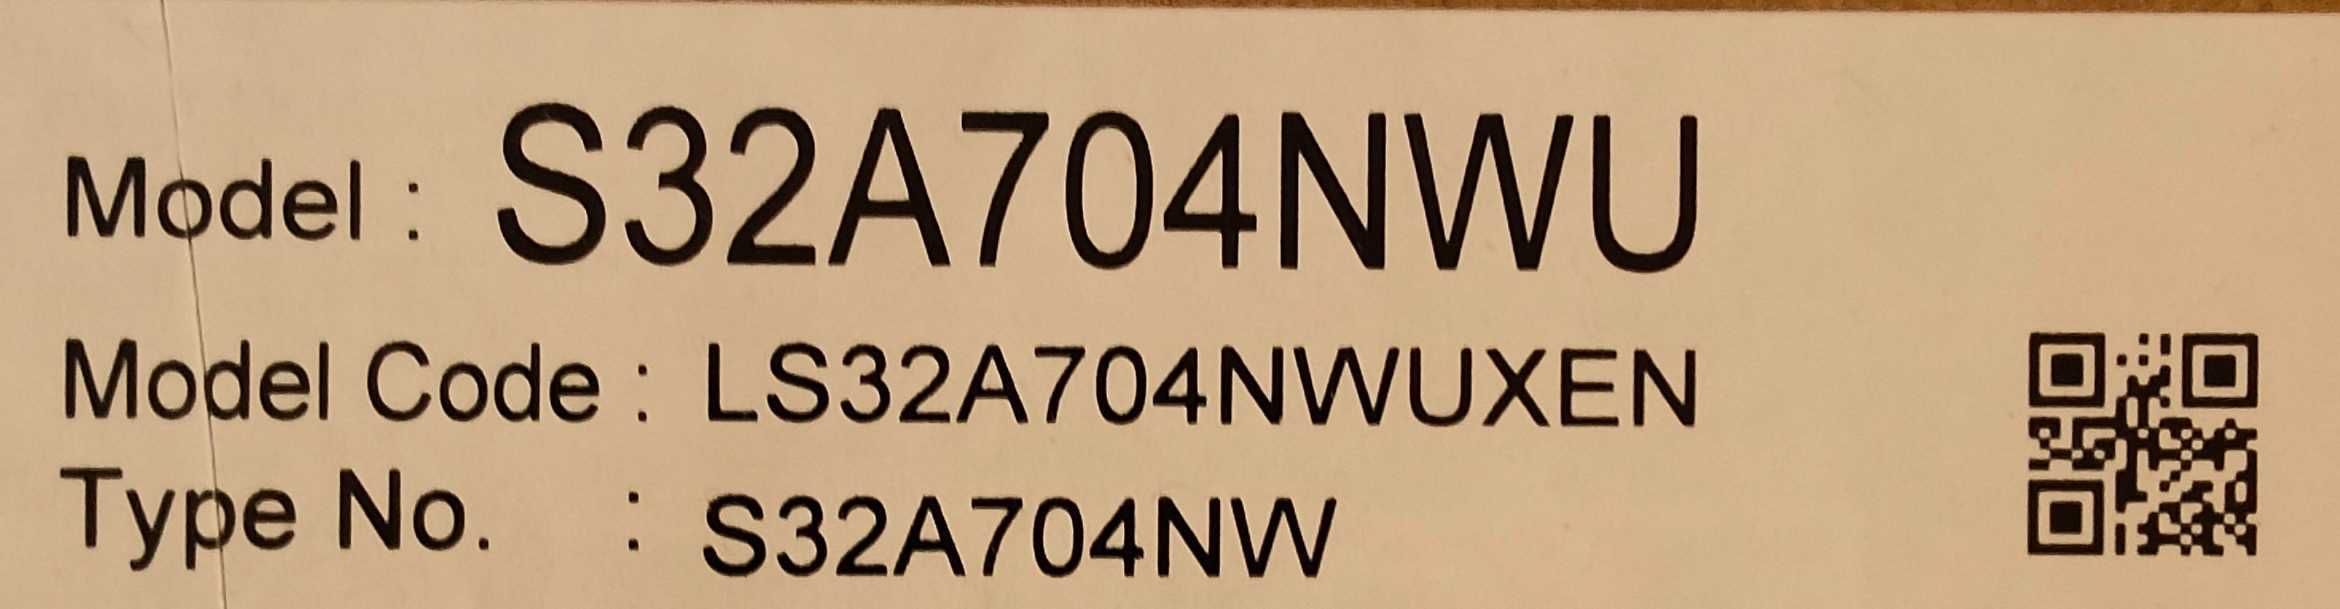 Model : S32A704NWU
Model Code : LS32A704NWUXEN
Type No. : S32A704NW